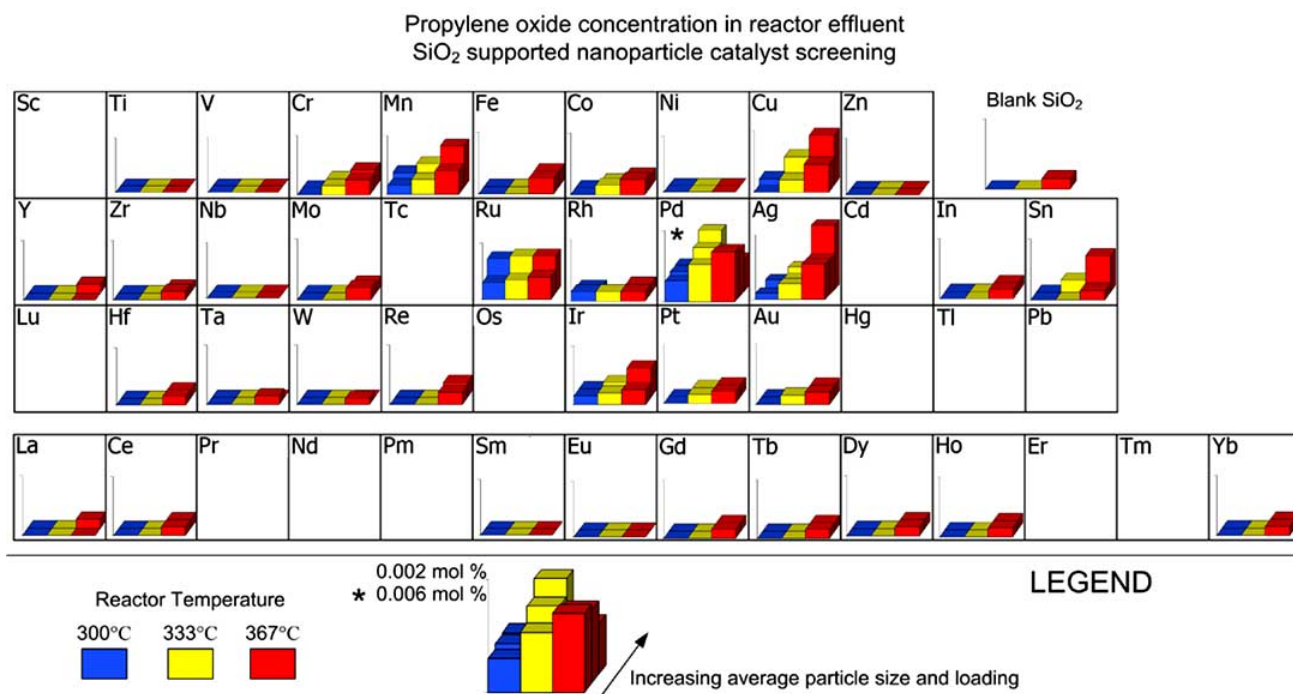 Propylene oxide concentration in reactor effluent
SiO₂ supported nanoparticle catalyst screening
Sc Ti V Cr Mn Fe Co Ni Cu Zn Blank SiO₂
Y Zr Nb Mo Tc Ru Rh Pd Ag Cd In Sn
*
Lu Hf Ta W Re Os Ir Pt Au Hg Tl Pb
La Ce Pr Nd Pm Sm Eu Gd Tb Dy Ho Er Tm Yb
LEGEND
0.002 mol %
* 0.006 mol %
Reactor Temperature
300°C 333°C 367°C
Increasing average particle size and loading